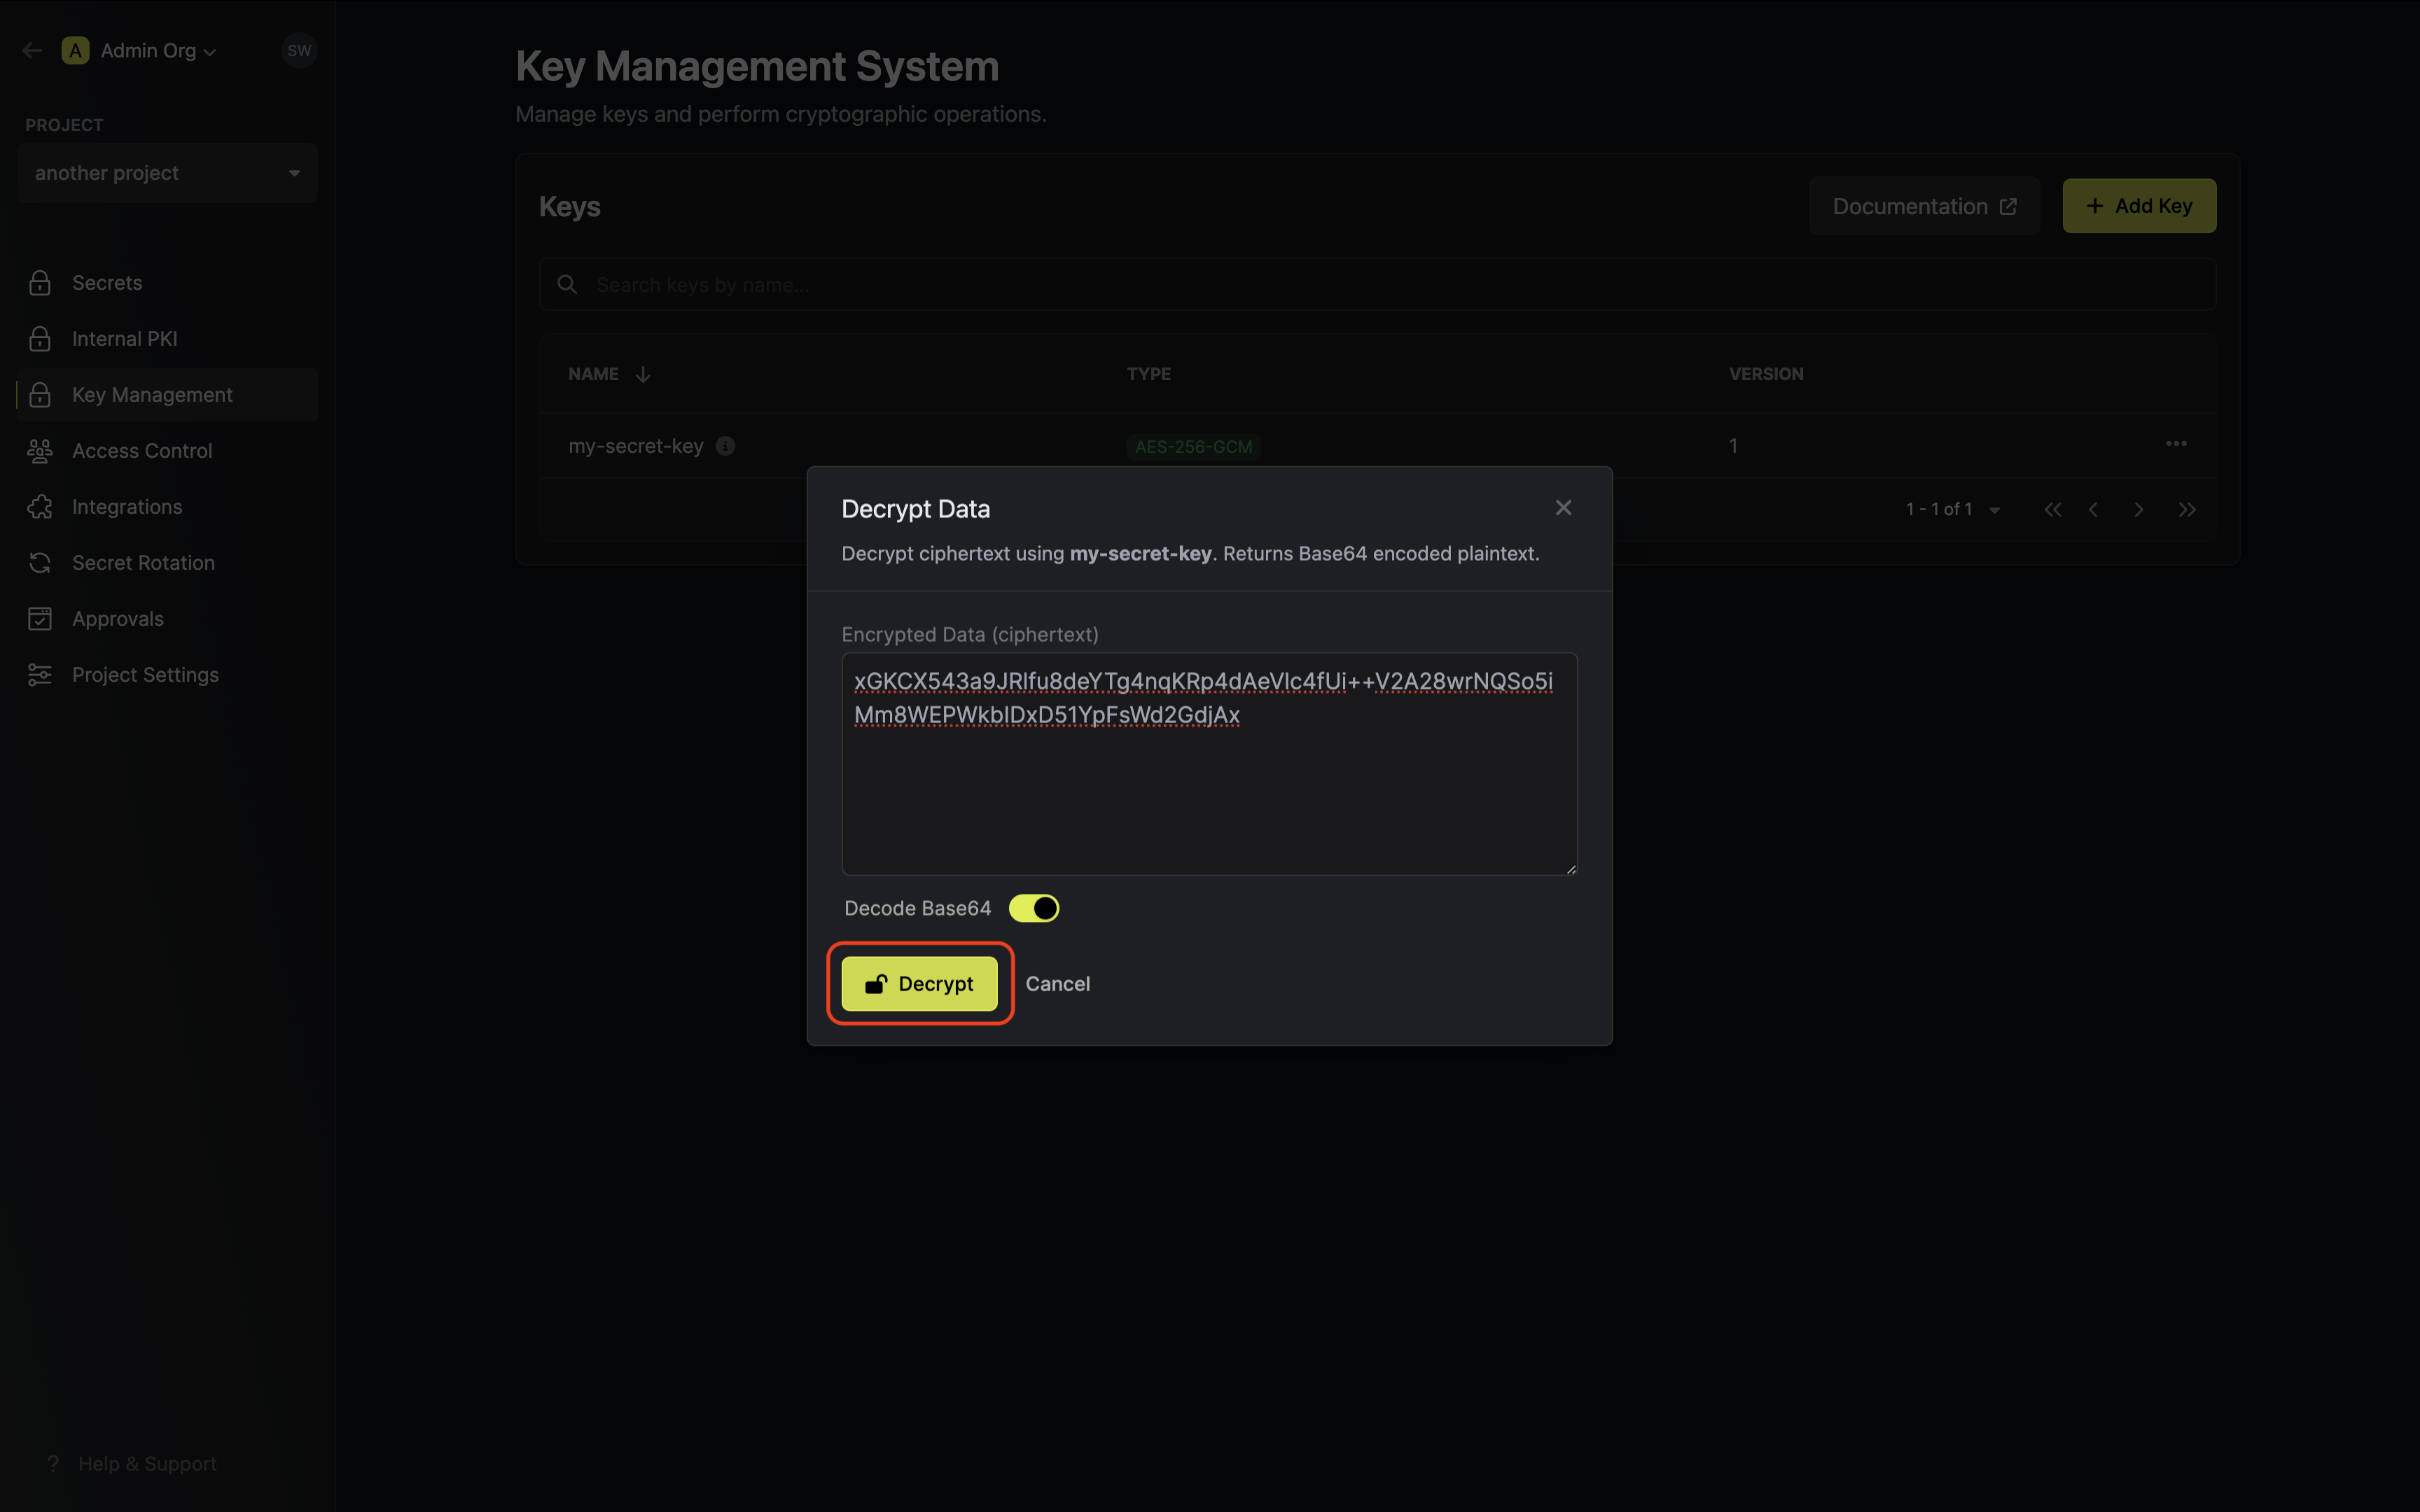 A Admin Org
SW
PROJECT
another project
Secrets
Internal PKI
Key Management
Access Control
Integrations
Secret Rotation
Approvals
Project Settings
? Help & Support
Key Management System
Manage keys and perform cryptographic operations.
Keys
Documentation
+ Add Key
Search keys by name...
NAME
TYPE
VERSION
my-secret-key
AES-256-GCM
1
1 - 1 of 1
Decrypt Data
Decrypt ciphertext using my-secret-key. Returns Base64 encoded plaintext.
Encrypted Data (ciphertext)
xGKCX543a9JRlfu8deYTg4nqKRp4dAeVlc4fUi++V2A28wrNQSo5i
Mm8WEPWkblDxD51YpFsWd2GdjAx
Decode Base64
Decrypt
Cancel